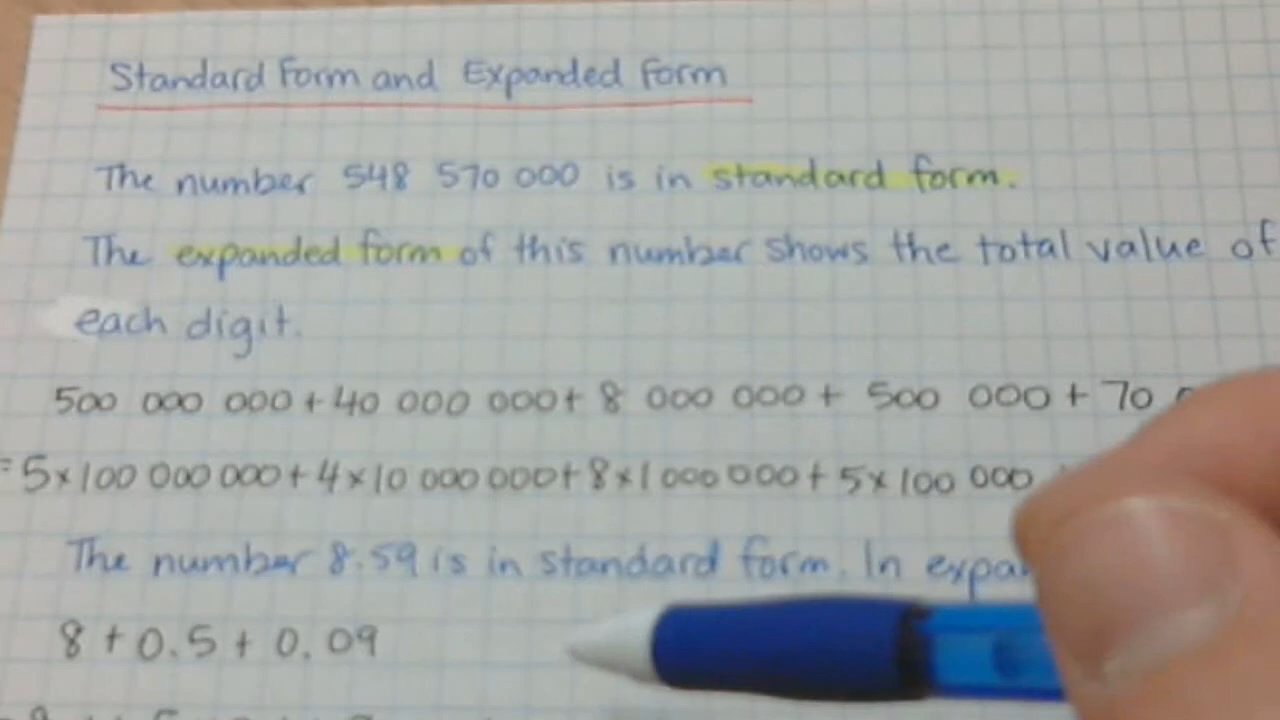 Standard Form and Expanded Form
The number 548 570 000 is in standard form.
The expanded form of this number shows the total value of
each digit.
500 000 000 + 40 000 000 + 8 000 000 + 500 000 + 70
= 5 x 100 000 000 + 4 x 10 000 000 + 8 x 1 000 000 + 5 x 100 000
The number 8.59 is in standard form. In
8 + 0.5 + 0.09